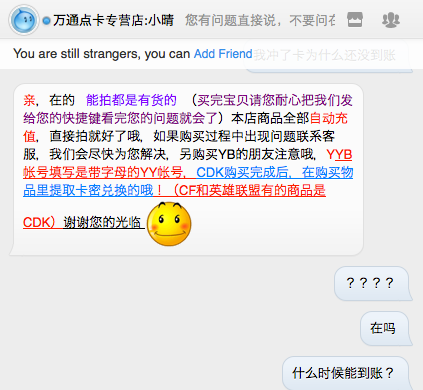 万通点卡专营店:小晴 您有问题直接说，不要问在
You are still strangers, you can Add Friend
我冲了卡为什么还没到账
亲，在的 能拍都是有货的 （买完宝贝请您耐心把我们发
给您的快捷键看完您的问题就会了）本店商品全部自动充
值，直接拍就好了哦，如果购买过程中出现问题联系客
服，我们会尽快为您解决，另购买YB的朋友注意哦，YYB
帐号填写是带字母的YY帐号，CDK购买完成后，在购买物
品里提取卡密兑换的哦！（CF和英雄联盟有的商品是
CDK）谢谢您的光临
？？？？
在吗
什么时候能到账？